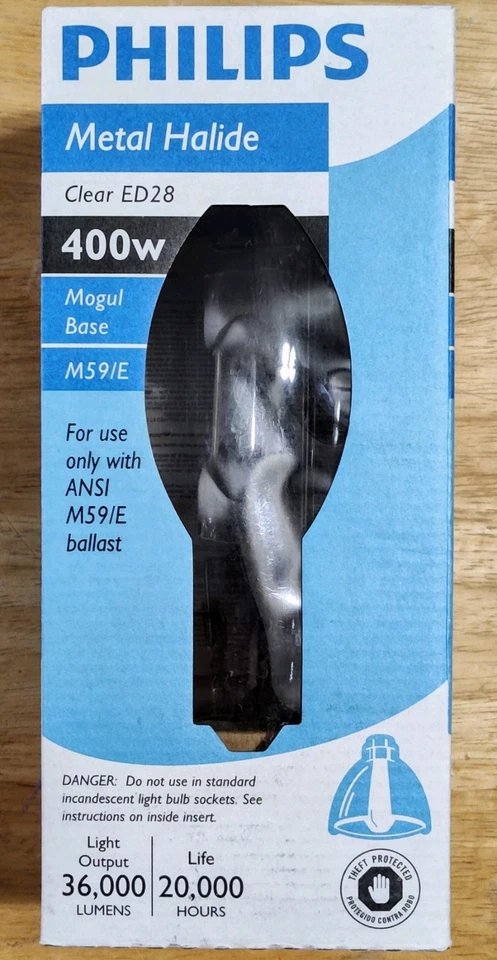 PHILIPS
Metal Halide
Clear ED28
400w
Mogul
Base
M59/E
For use
only with
ANSI
M59/E
ballast
DANGER: Do not use in standard
incandescent light bulb sockets. See
instructions on inside insert.
Light
Output
36,000
LUMENS
Life
20,000
HOURS
THEFT PROTECTED
PROTEGIDO CONTRA ROBO